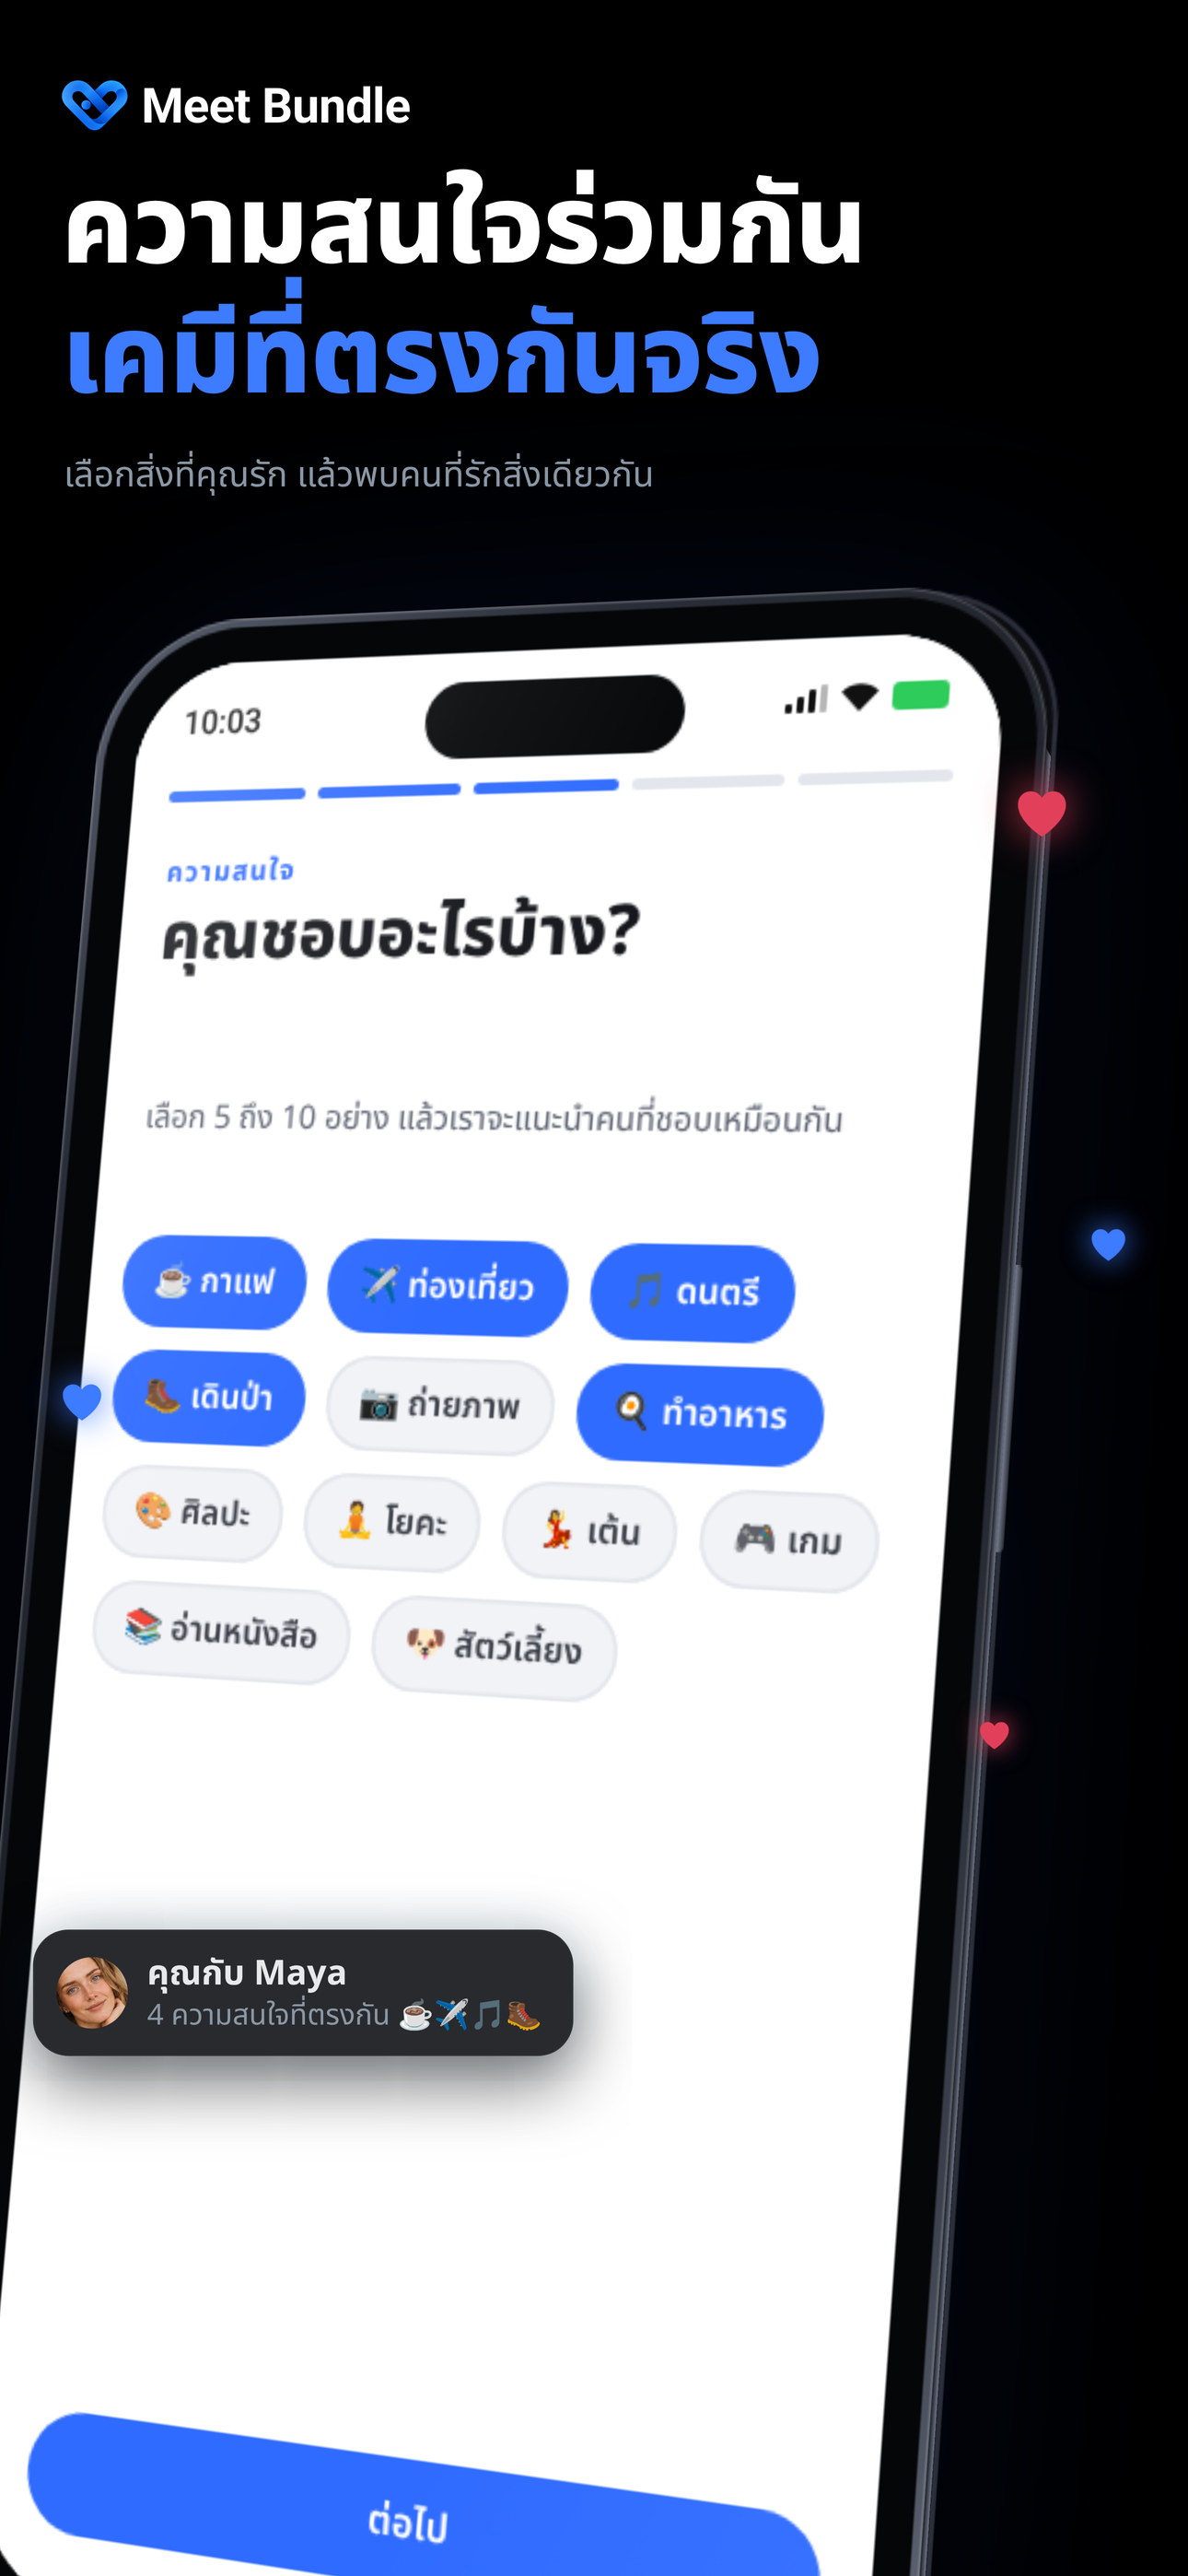 Meet Bundle
ความสนใจร่วมกัน
เคมีที่ตรงกันจริง
เลือกสิ่งที่คุณรัก แล้วพบคนที่รักสิ่งเดียวกัน
10:03
ความสนใจ
คุณชอบอะไรบ้าง?
เลือก 5 ถึง 10 อย่าง แล้วเราจะแนะนำคนที่ชอบเหมือนกัน
☕ กาแฟ ✈️ ท่องเที่ยว 🎵 ดนตรี
🥾 เดินป่า 📷 ถ่ายภาพ 🍳 ทำอาหาร
🎨 ศิลปะ 🧘 โยคะ 💃 เต้น 🎮 เกม
📚 อ่านหนังสือ 🐶 สัตว์เลี้ยง
คุณกับ Maya
4 ความสนใจที่ตรงกัน ☕✈️🎵🥾
ต่อไป